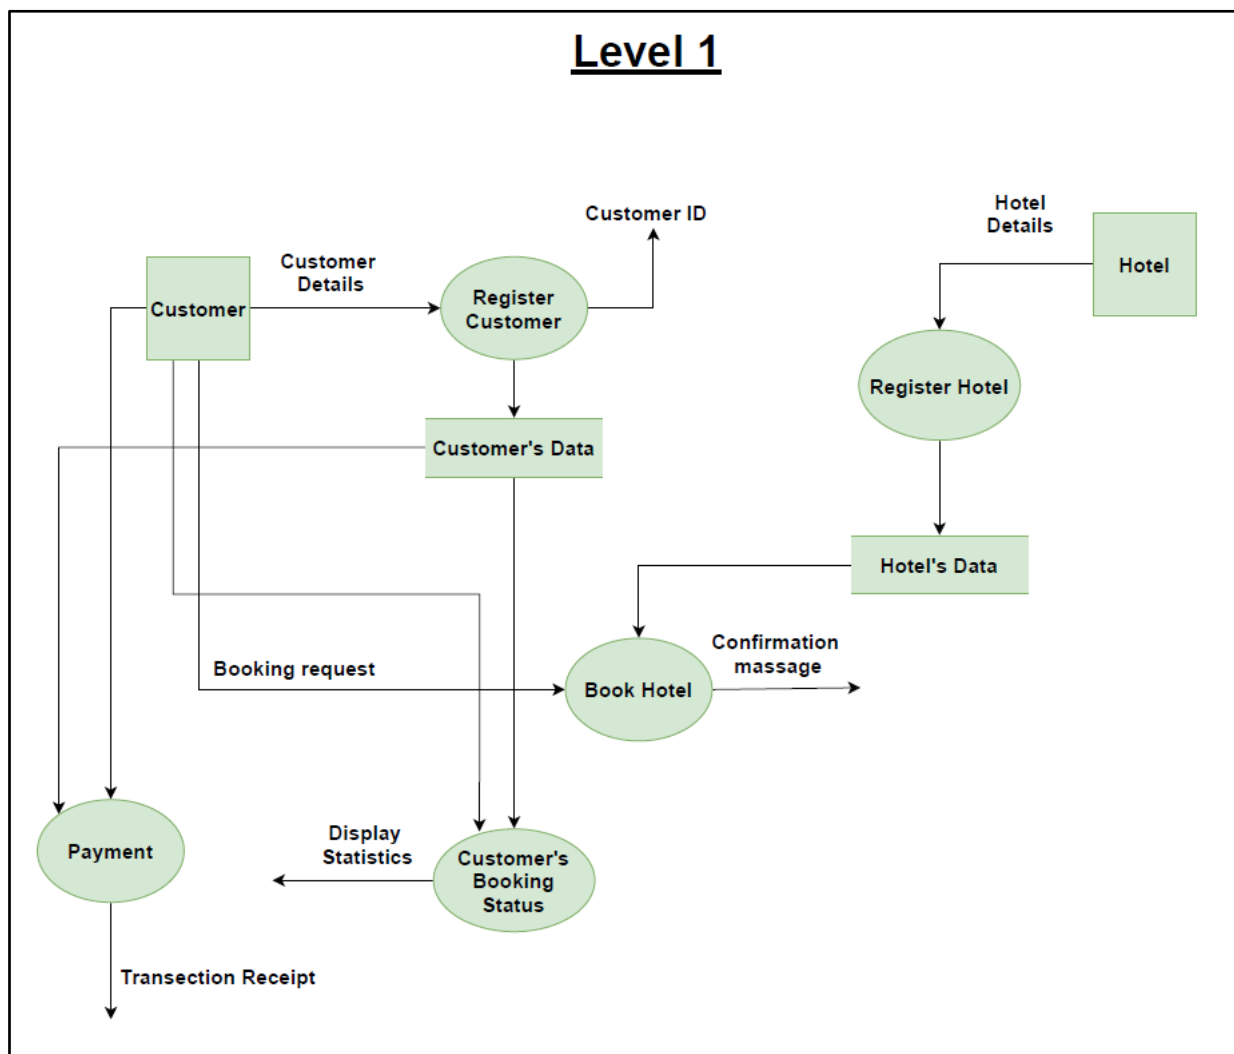 Level 1
Customer ID
Hotel
Details
Customer
Details
Hotel
Customer
Register
Customer
Register Hotel
Customer's Data
Hotel's Data
Confirmation
massage
Booking request
Book Hotel
Display
Statistics
Payment
Customer's
Booking
Status
Transection Receipt